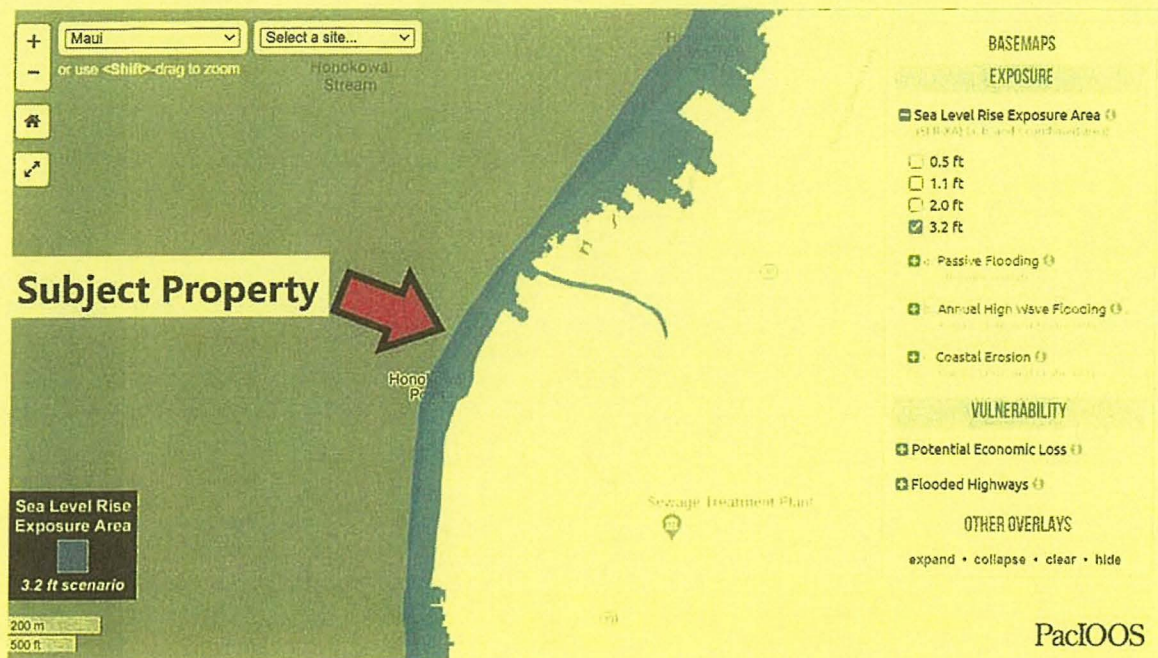 +
−
Maui
Select a site...
or use <Shift>-drag to zoom
Honokowai
Stream
Subject Property
Sewage Treatment Plant
Sea Level Rise
Exposure Area
3.2 ft scenario
200 m
500 ft
BASEMAPS
EXPOSURE
Sea Level Rise Exposure Area
0.5 ft
1.1 ft
2.0 ft
3.2 ft
Passive Flooding
Annual High Wave Flooding
Coastal Erosion
VULNERABILITY
Potential Economic Loss
Flooded Highways
OTHER OVERLAYS
expand • collapse • clear • hide
PacIOOS